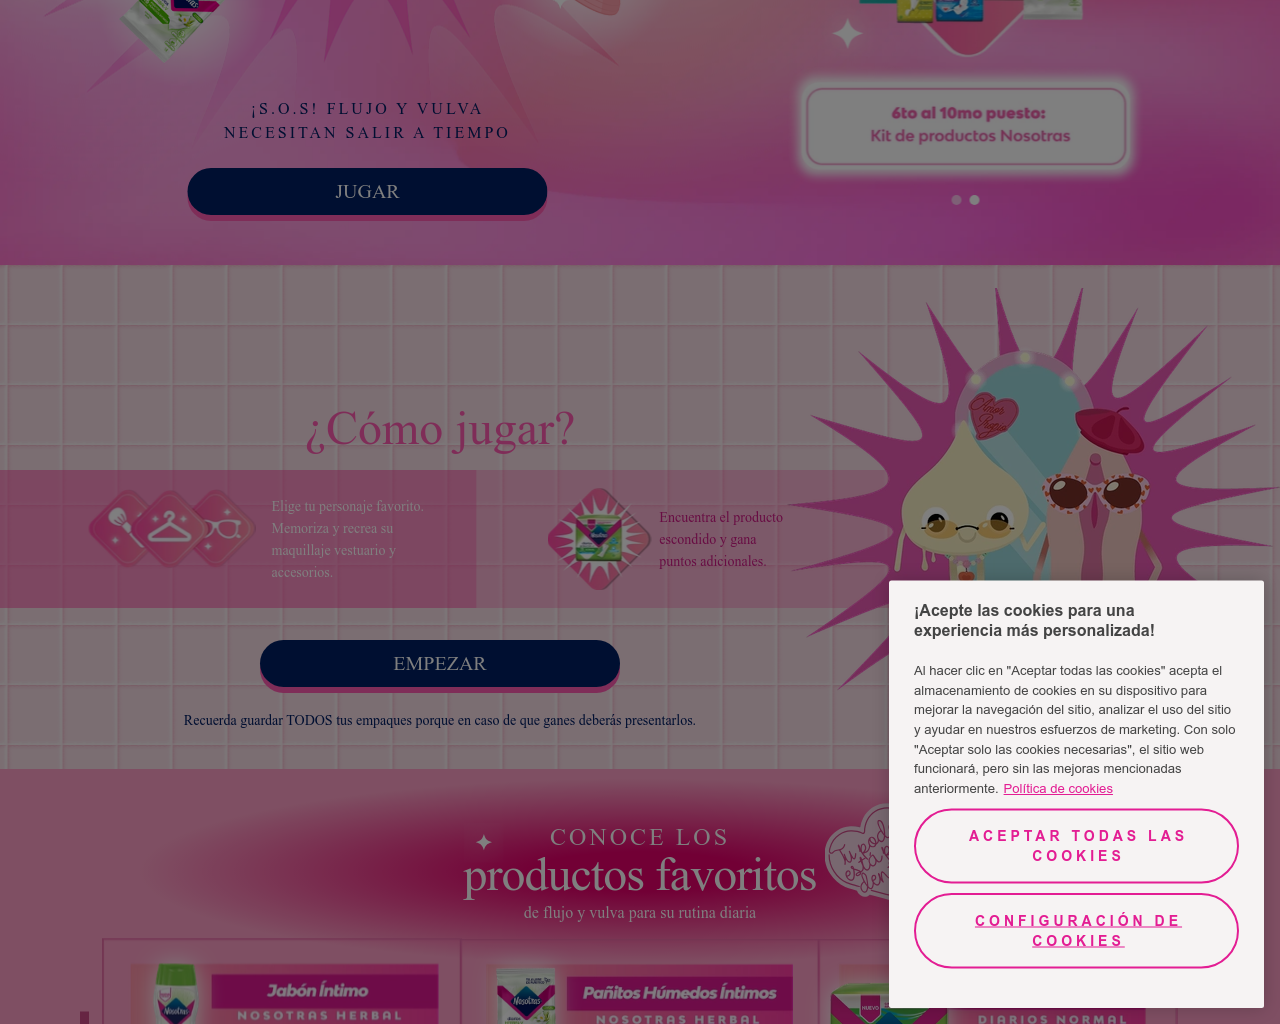 ¡S.O.S! FLUJO Y VULVA
NECESITAN SALIR A TIEMPO
JUGAR
6to al 10mo puesto:
Kit de productos Nosotras
¿Cómo jugar?
Elige tu personaje favorito.
Memoriza y recrea su
maquillaje vestuario y
accesorios.
Nosotras
Encuentra el producto
escondido y gana
puntos adicionales.
Amor
Propio
EMPEZAR
Recuerda guardar TODOS tus empaques porque en caso de que ganes deberás presentarlos.
¡Acepte las cookies para una
experiencia más personalizada!
Al hacer clic en "Aceptar todas las cookies" acepta el
almacenamiento de cookies en su dispositivo para
mejorar la navegación del sitio, analizar el uso del sitio
y ayudar en nuestros esfuerzos de marketing. Con solo
"Aceptar solo las cookies necesarias", el sitio web
funcionará, pero sin las mejoras mencionadas
anteriormente. Política de cookies
ACEPTAR TODAS LAS
COOKIES
CONFIGURACIÓN DE
COOKIES
CONOCE LOS
productos favoritos
de flujo y vulva para su rutina diaria
Nosotras
Jabón Íntimo
NOSOTRAS HERBAL
Nosotras
Pañitos Húmedos Íntimos
NOSOTRAS HERBAL
NUEVO
DIARIOS NORMAL